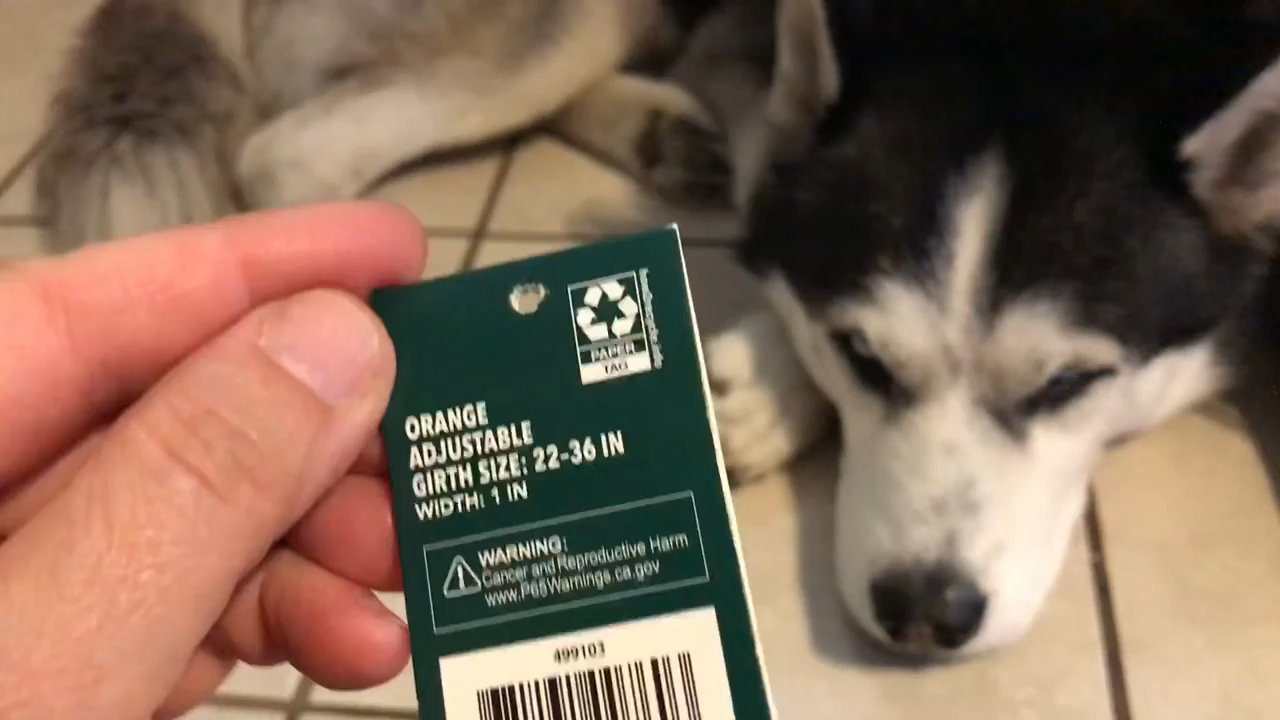 PAPER
TAG
ORANGE
ADJUSTABLE
GIRTH SIZE: 22-36 IN
WIDTH: 1 IN
WARNING:
Cancer and Reproductive Harm
www.P65Warnings.ca.gov
499103